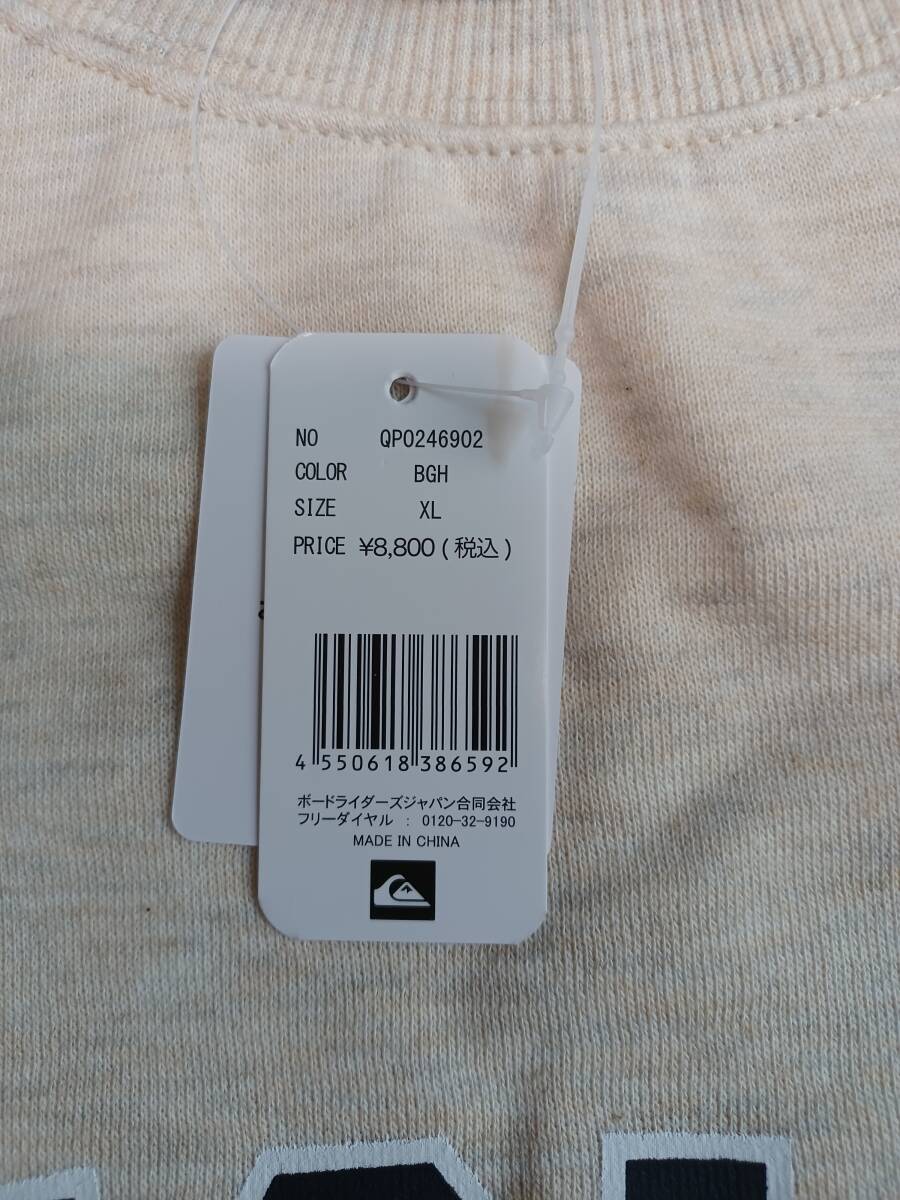 NO QPO246902
COLOR BGH
SIZE XL
PRICE ¥8,800 (税込)
4 550618 386592
ボードライダーズジャパン合同会社
フリーダイヤル : 0120-32-9190
MADE IN CHINA